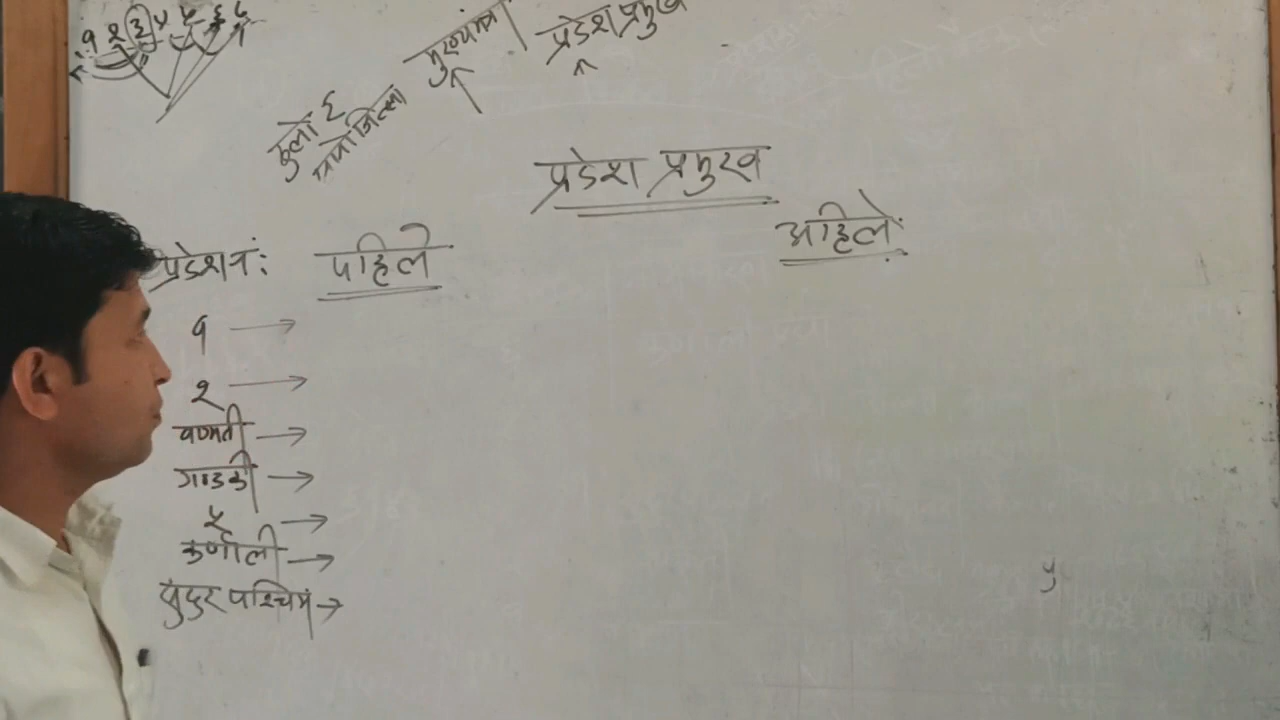 १ २ ३ ४ ५ ६ ७
मुख्यमन्त्री
प्रदेश प्रमुख
जिल्ला
प्रदेश प्रमुख
प्रदेश नं: पहिले अहिले
१ →
२ →
वाग्मती →
गण्डकी →
५ →
कर्णाली →
सुदुर पश्चिम →